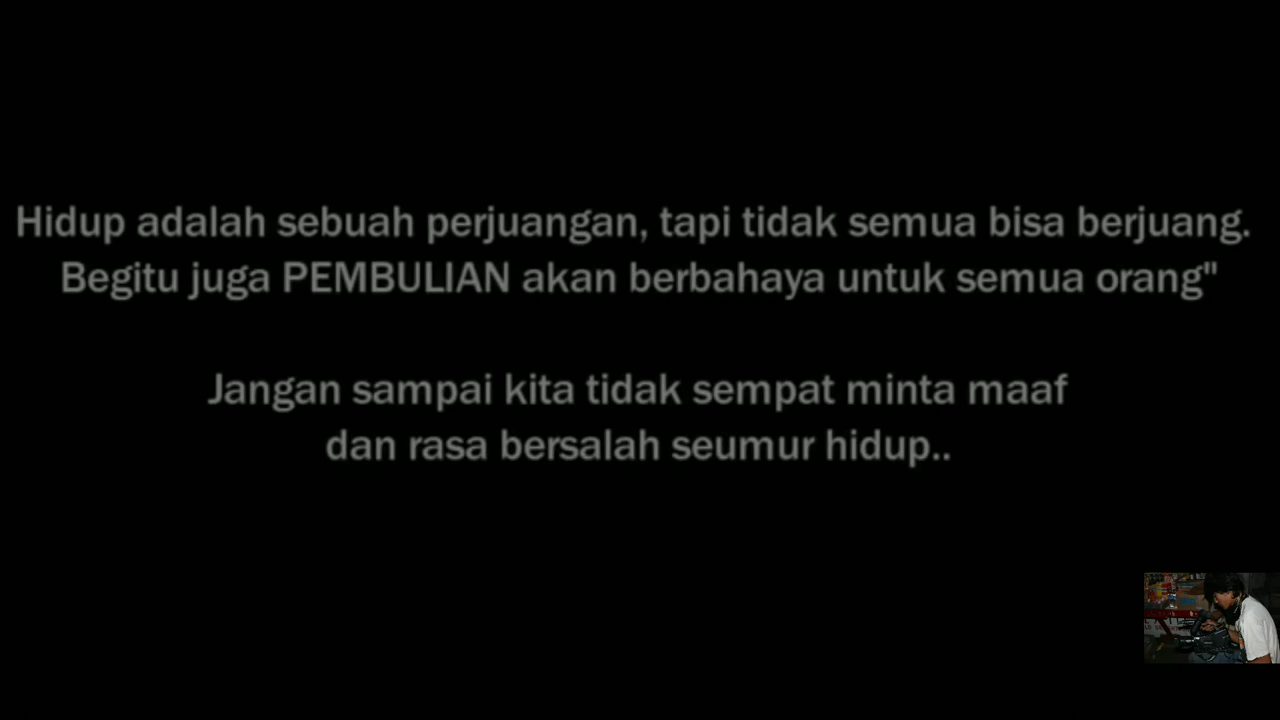 Hidup adalah sebuah perjuangan, tapi tidak semua bisa berjuang.
Begitu juga PEMBULIAN akan berbahaya untuk semua orang"
Jangan sampai kita tidak sempat minta maaf
dan rasa bersalah seumur hidup..